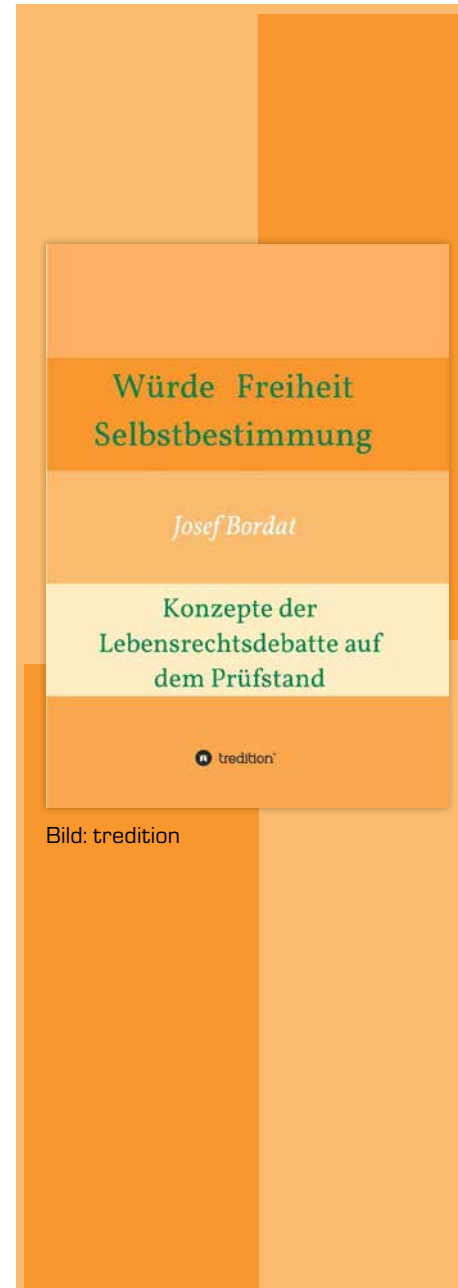 Würde Freiheit
Selbstbestimmung
Josef Bordat
Konzepte der
Lebensrechtsdebatte auf
dem Prüfstand
tredition®
Bild: tredition